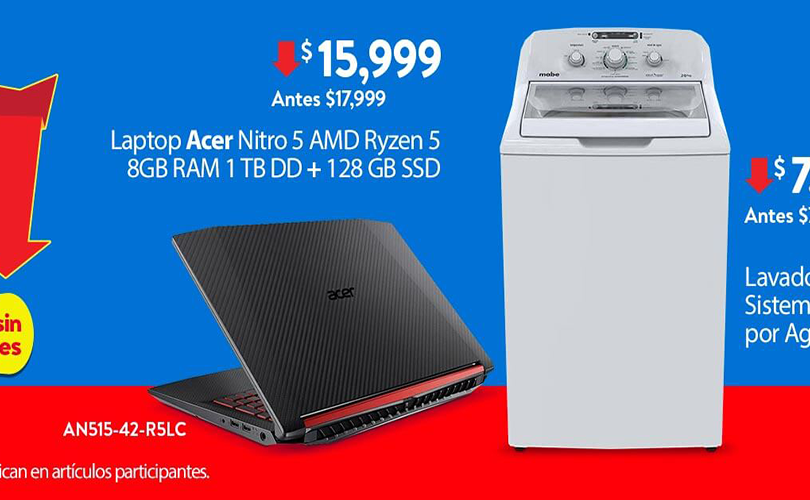 $15,999
Antes $17,999
Laptop Acer Nitro 5 AMD Ryzen 5
8GB RAM 1 TB DD + 128 GB SSD
acer
mabe
$7
Antes $
Lavado
Sistem
por Ag
sin
es
AN515-42-R5LC
ican en artículos participantes.